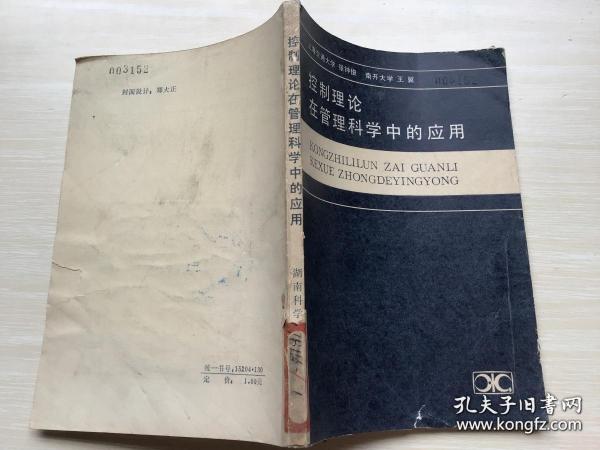 003152
封面设计：郑大正
统一书号：15204·130
定　价：1.00元
控制理论在管理科学中的应用
湖南科学
上海交通大学 张钟俊　南开大学 王翼
003152
控制理论
在管理科学中的应用
KONGZHILILUN ZAI GUANLI
KEXUE ZHONGDEYINGYONG
孔夫子旧书网
www.kongfz.com